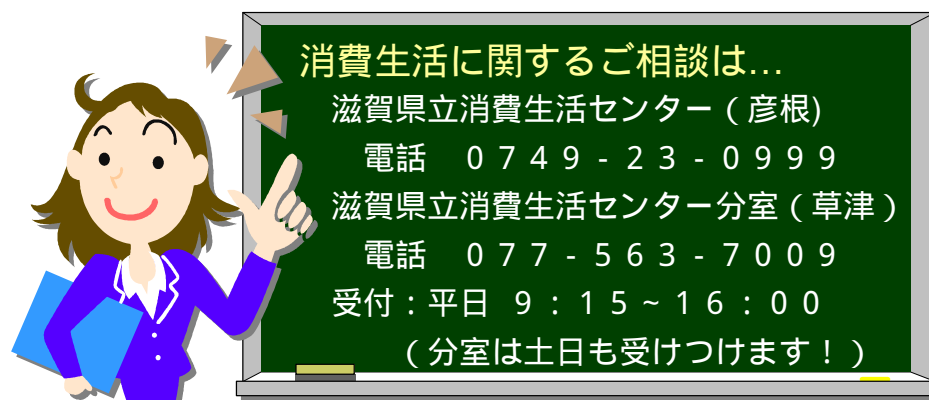 消費生活に関するご相談は…
滋賀県立消費生活センター（彦根)
電話　０７４９-２３-０９９９
滋賀県立消費生活センター分室（草津）
電話　０７７-５６３-７００９
受付：平日 ９：１５~１６：００
（分室は土日も受けつけます！）